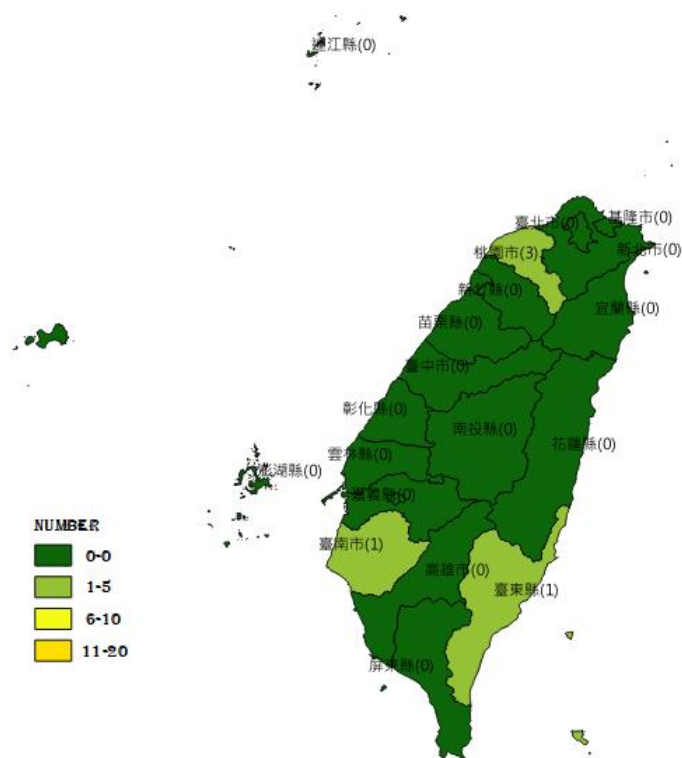 連江縣(0)
基隆市(0)
臺北市(0)
新北市(0)
桃園市(3)
新竹縣(0)
宜蘭縣(0)
苗栗縣(0)
臺中市(0)
彰化縣(0)
南投縣(0)
花蓮縣(0)
雲林縣(0)
澎湖縣(0)
嘉義縣(0)
NUMBER
0-0
1-5
6-10
11-20
臺南市(1)
高雄市(0)
臺東縣(1)
屏東縣(0)